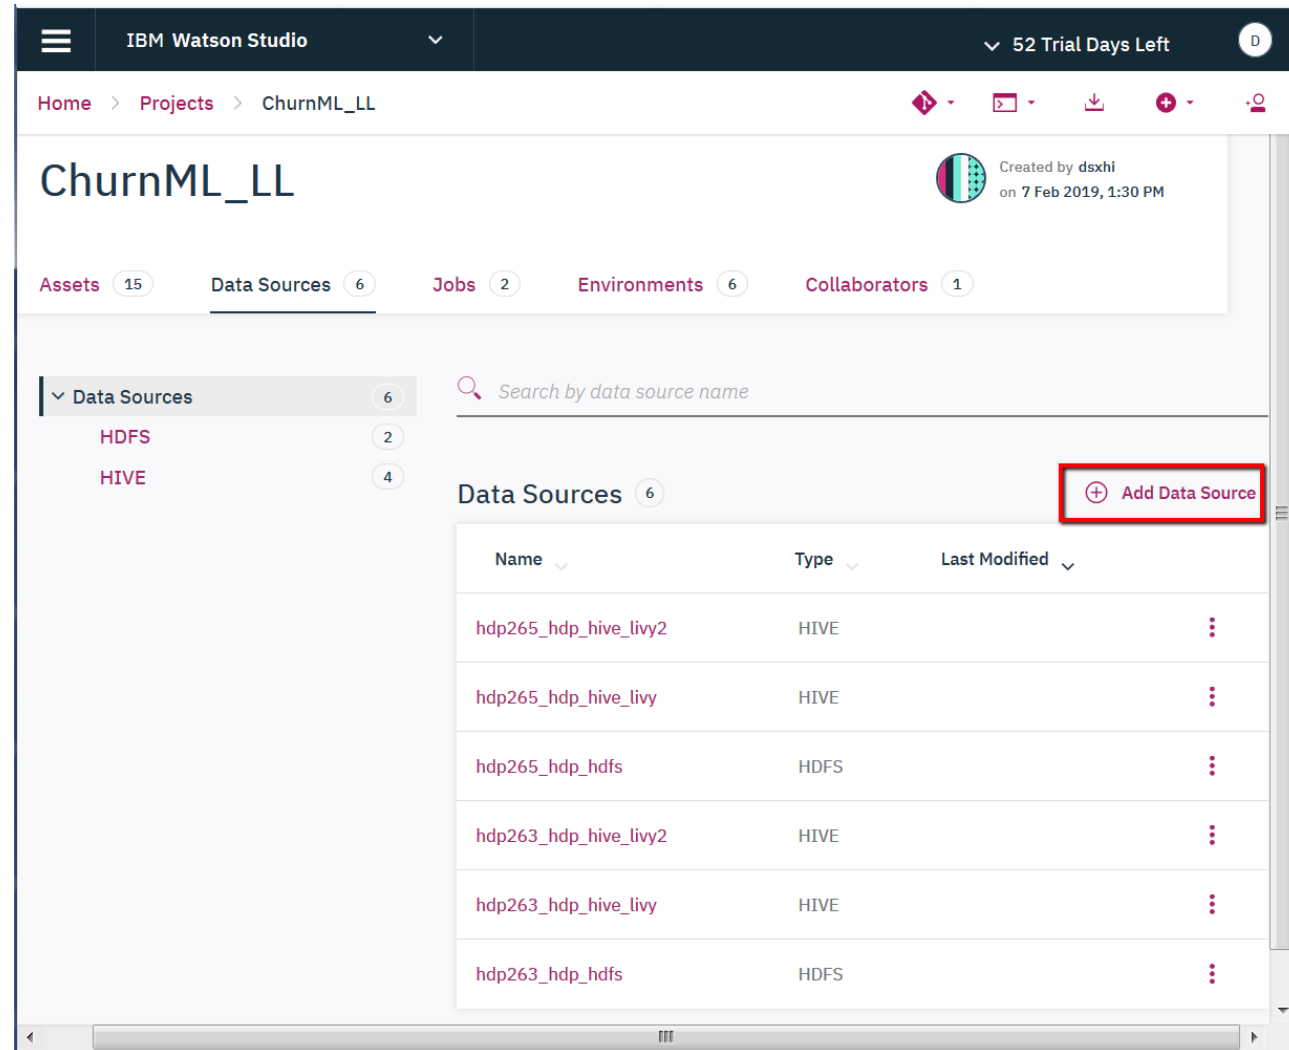 IBM Watson Studio
52 Trial Days Left
D
Home > Projects > ChurnML_LL
ChurnML_LL
Created by dsxhi
on 7 Feb 2019, 1:30 PM
Assets 15 Data Sources 6 Jobs 2 Environments 6 Collaborators 1
Data Sources 6
HDFS 2
HIVE 4
Search by data source name
Data Sources 6
Add Data Source
Name Type Last Modified
hdp265_hdp_hive_livy2 HIVE
hdp265_hdp_hive_livy HIVE
hdp265_hdp_hdfs HDFS
hdp263_hdp_hive_livy2 HIVE
hdp263_hdp_hive_livy HIVE
hdp263_hdp_hdfs HDFS